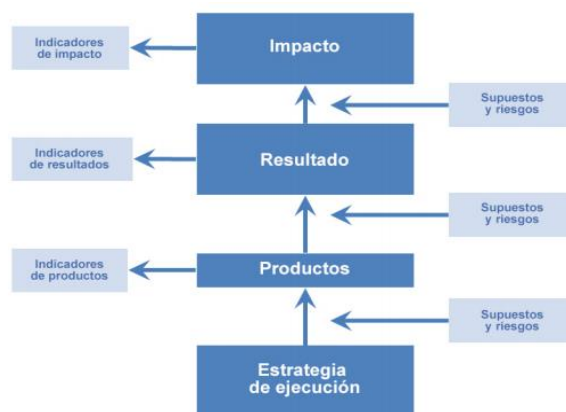 Indicadores
de impacto
Impacto
Supuestos
y riesgos
Indicadores
de resultados
Resultado
Supuestos
y riesgos
Indicadores
de productos
Productos
Supuestos
y riesgos
Estrategia
de ejecución